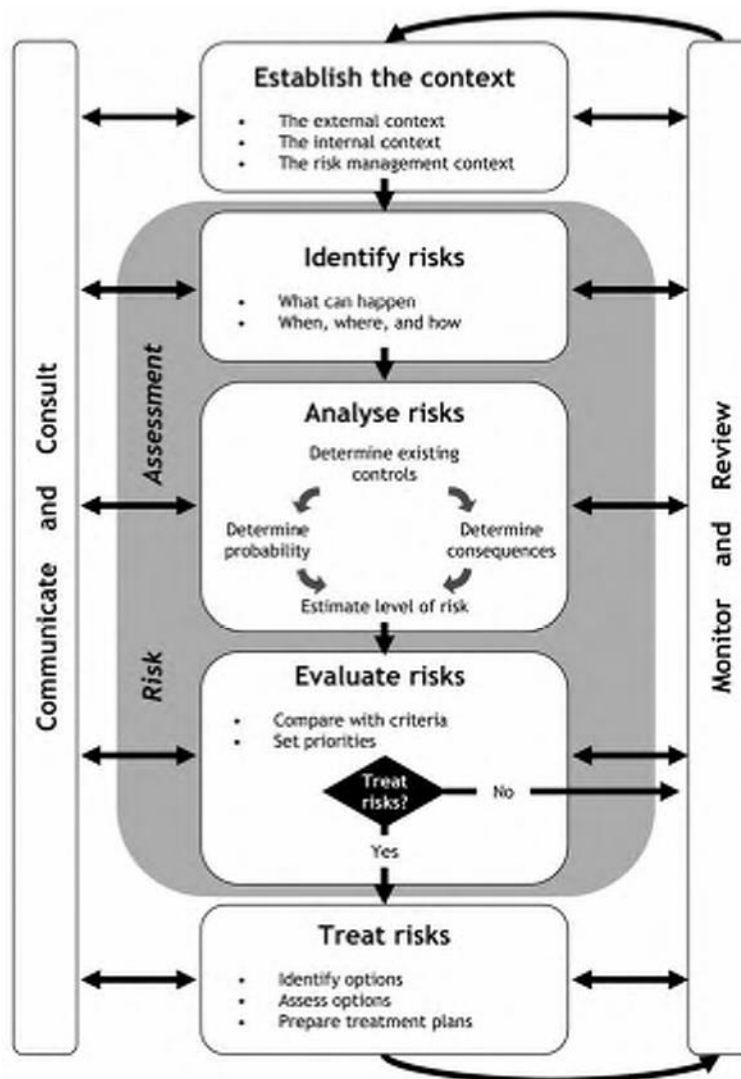 Establish the context
• The external context
• The internal context
• The risk management context
Identify risks
• What can happen
• When, where, and how
Analyse risks
Determine existing
controls
Determine
probability
Determine
consequences
Estimate level of risk
Evaluate risks
• Compare with criteria
• Set priorities
Treat
risks?
No
Yes
Treat risks
• Identify options
• Assess options
• Prepare treatment plans
Communicate and Consult
Risk Assessment
Monitor and Review